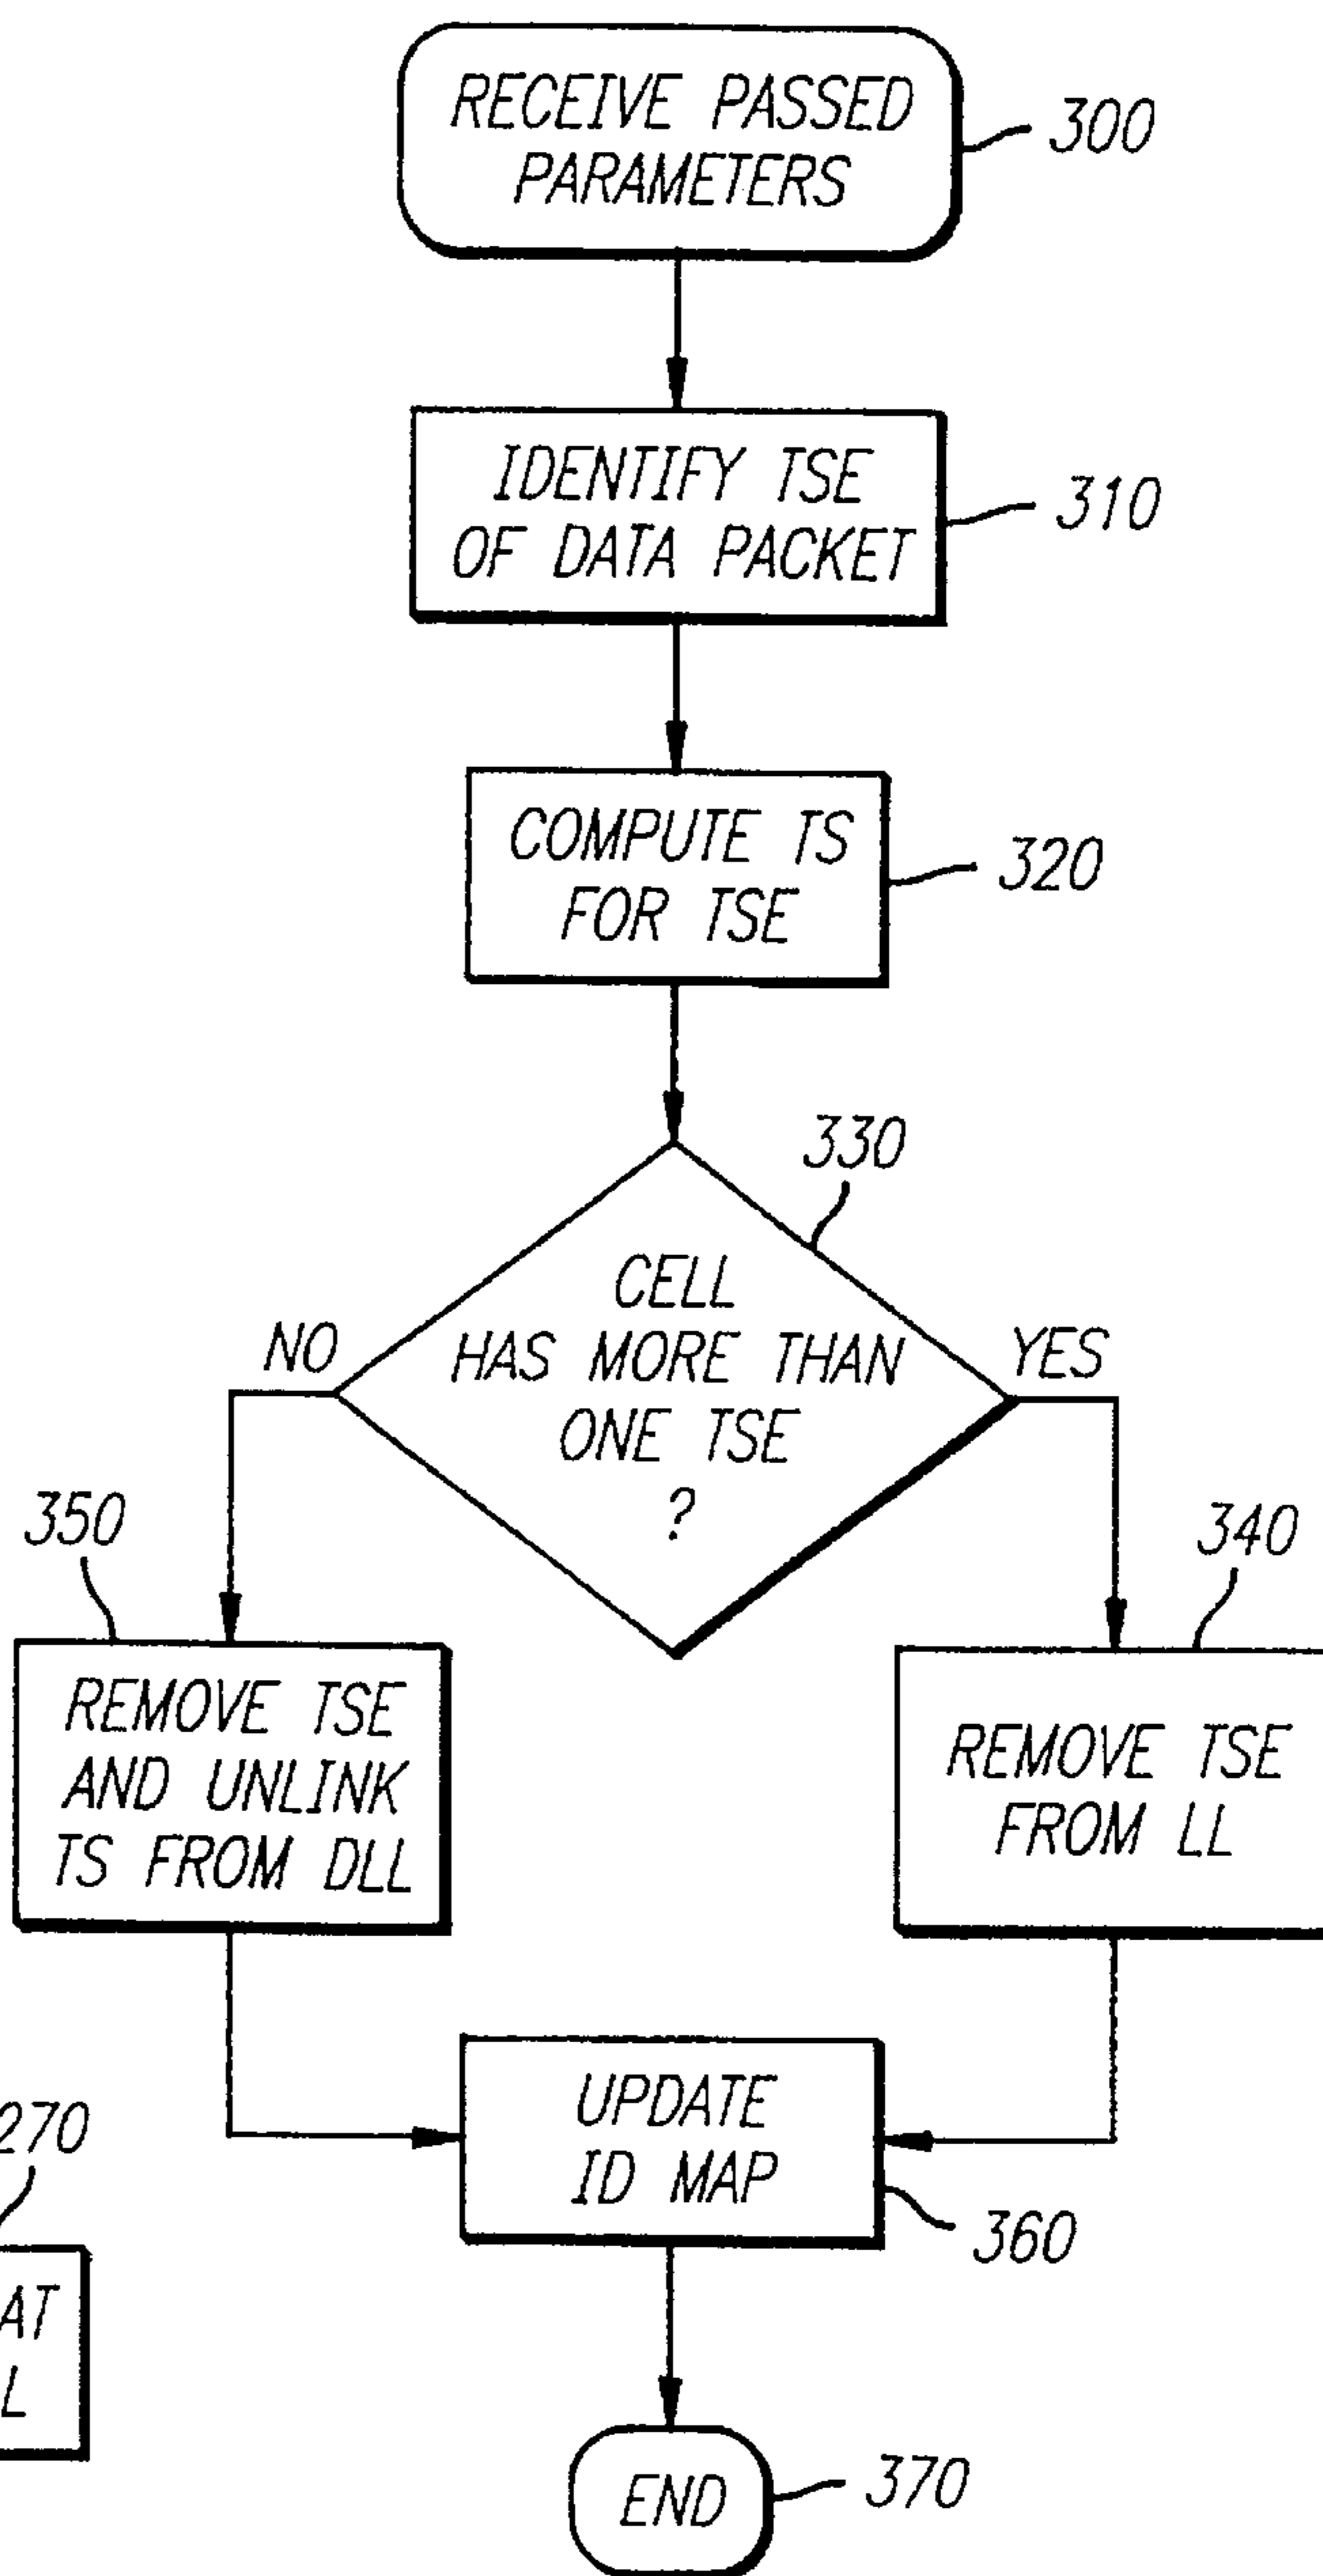 RECEIVE PASSED
PARAMETERS
300
IDENTIFY TSE
OF DATA PACKET
310
COMPUTE TS
FOR TSE
320
330
CELL
HAS MORE THAN
ONE TSE
?
NO
YES
350
340
REMOVE TSE
AND UNLINK
TS FROM DLL
REMOVE TSE
FROM LL
UPDATE
ID MAP
360
270
AT
L
END
370